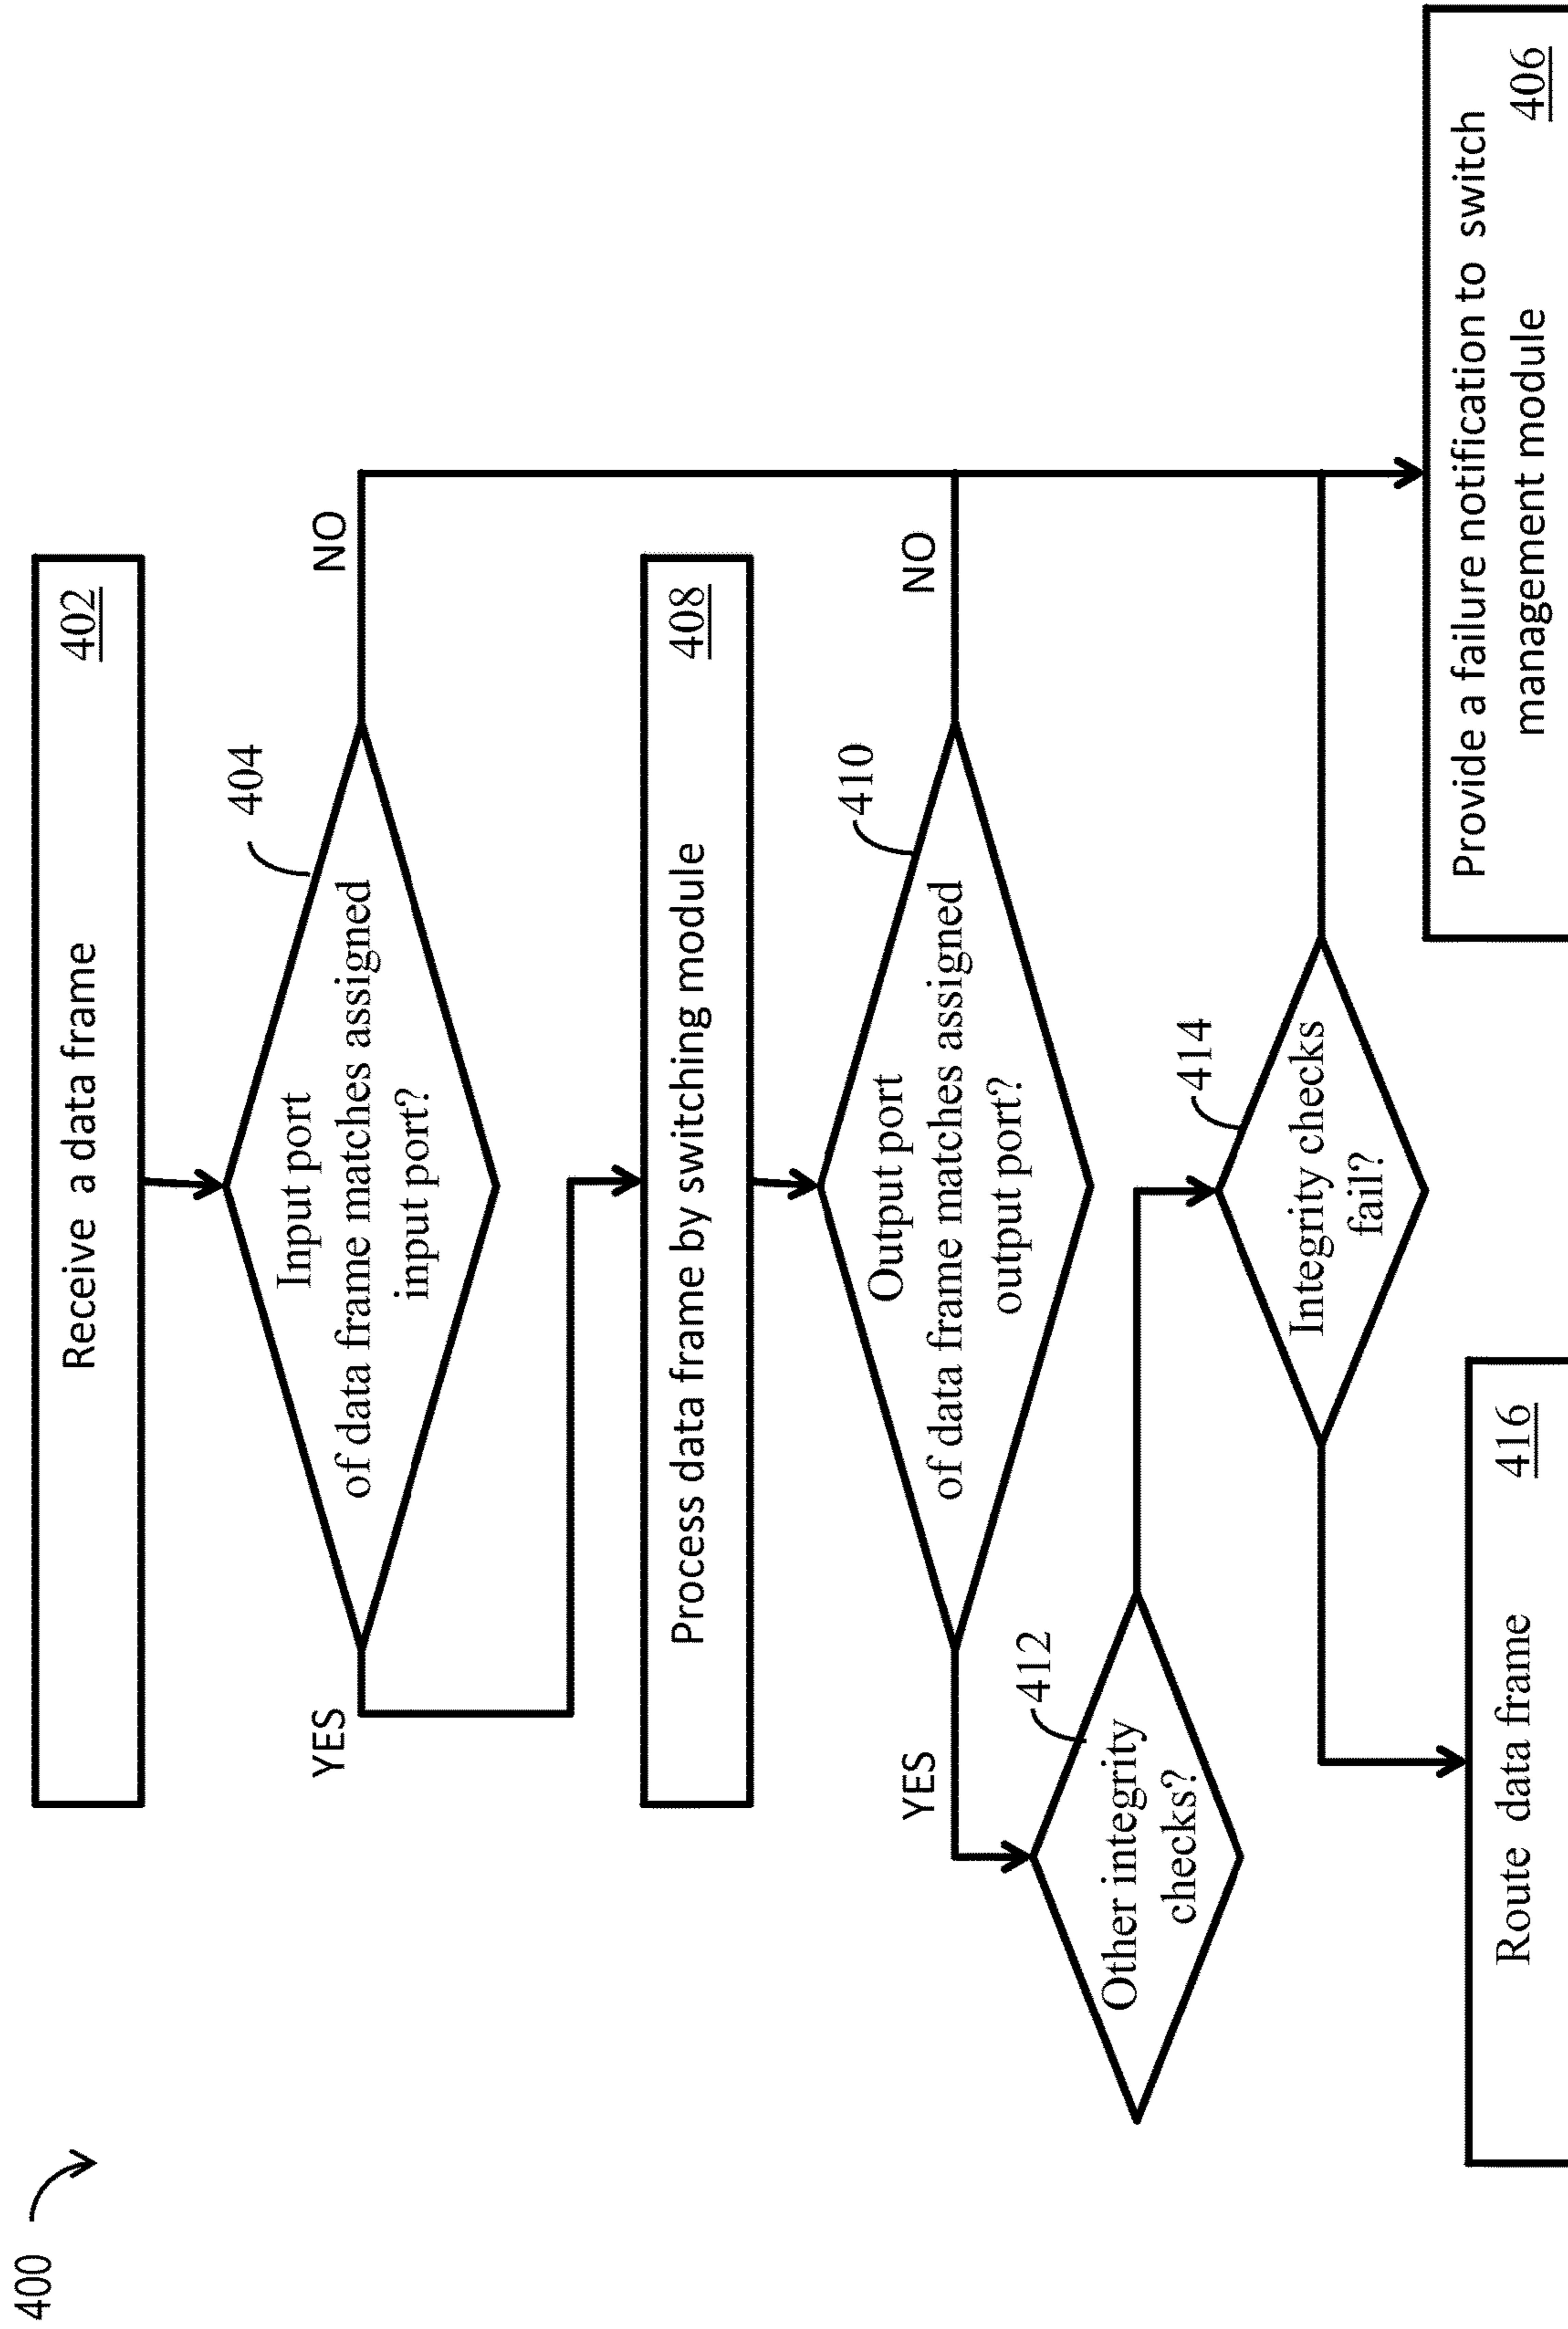 400
Receive a data frame
402
404
Input port
of data frame matches assigned
input port?
YES
NO
Process data frame by switching module
408
410
Output port
of data frame matches assigned
output port?
YES
NO
412
Other integrity
checks?
414
Integrity checks
fail?
Route data frame
416
Provide a failure notification to switch
management module
406